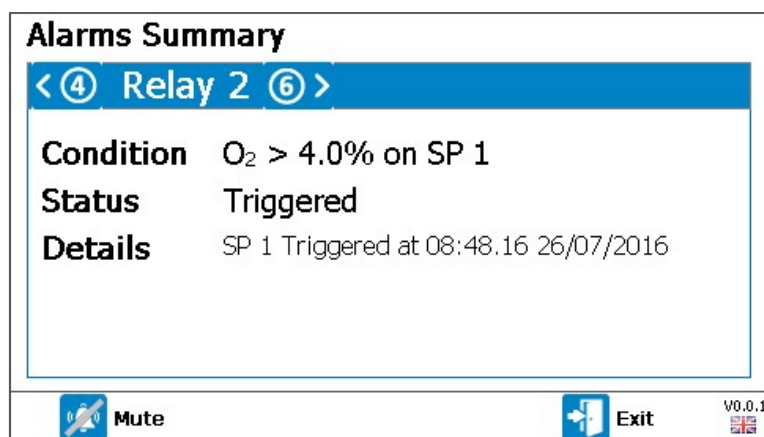 Alarms Summary
< ④ Relay 2 ⑥ >
Condition O₂ > 4.0% on SP 1
Status Triggered
Details SP 1 Triggered at 08:48.16 26/07/2016
Mute Exit V0.0.1